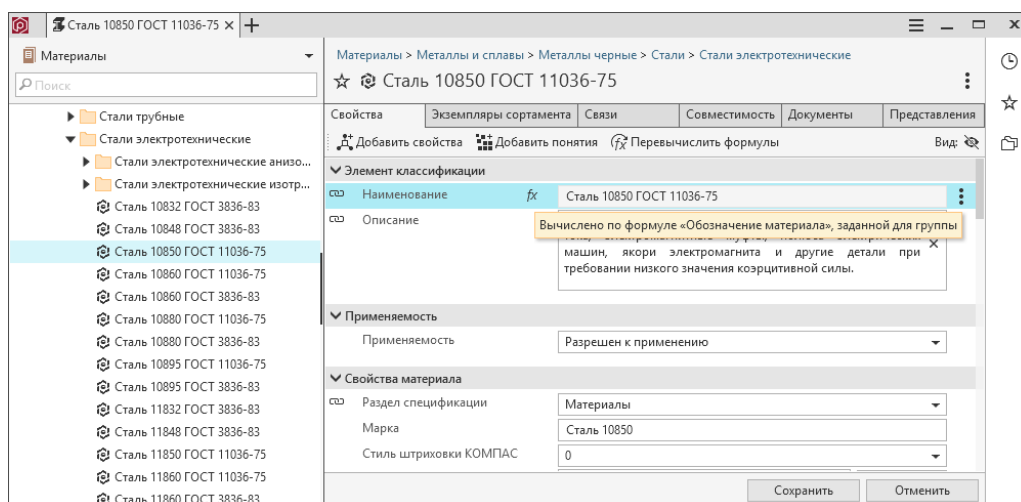 Сталь 10850 ГОСТ 11036-75
Материалы
Поиск
Стали трубные
Стали электротехнические
Стали электротехнические анизо...
Стали электротехнические изотр...
Сталь 10832 ГОСТ 3836-83
Сталь 10848 ГОСТ 3836-83
Сталь 10850 ГОСТ 11036-75
Сталь 10860 ГОСТ 11036-75
Сталь 10860 ГОСТ 3836-83
Сталь 10880 ГОСТ 11036-75
Сталь 10880 ГОСТ 3836-83
Сталь 10895 ГОСТ 11036-75
Сталь 10895 ГОСТ 3836-83
Сталь 11832 ГОСТ 3836-83
Сталь 11848 ГОСТ 3836-83
Сталь 11850 ГОСТ 11036-75
Сталь 11860 ГОСТ 11036-75
Сталь 11860 ГОСТ 3836-83
Материалы > Металлы и сплавы > Металлы черные > Стали > Стали электротехнические
Сталь 10850 ГОСТ 11036-75
Свойства Экземпляры сортамента Связи Совместимость Документы Представления
Добавить свойства Добавить понятия Перевычислить формулы Вид:
Элемент классификации
Наименование fx Сталь 10850 ГОСТ 11036-75
Описание
Вычислено по формуле «Обозначение материала», заданной для группы
машин, якори электромагнита и другие детали при
требовании низкого значения коэрцитивной силы.
Применяемость
Применяемость Разрешен к применению
Свойства материала
Раздел спецификации Материалы
Марка Сталь 10850
Стиль штриховки КОМПАС 0
Сохранить Отменить